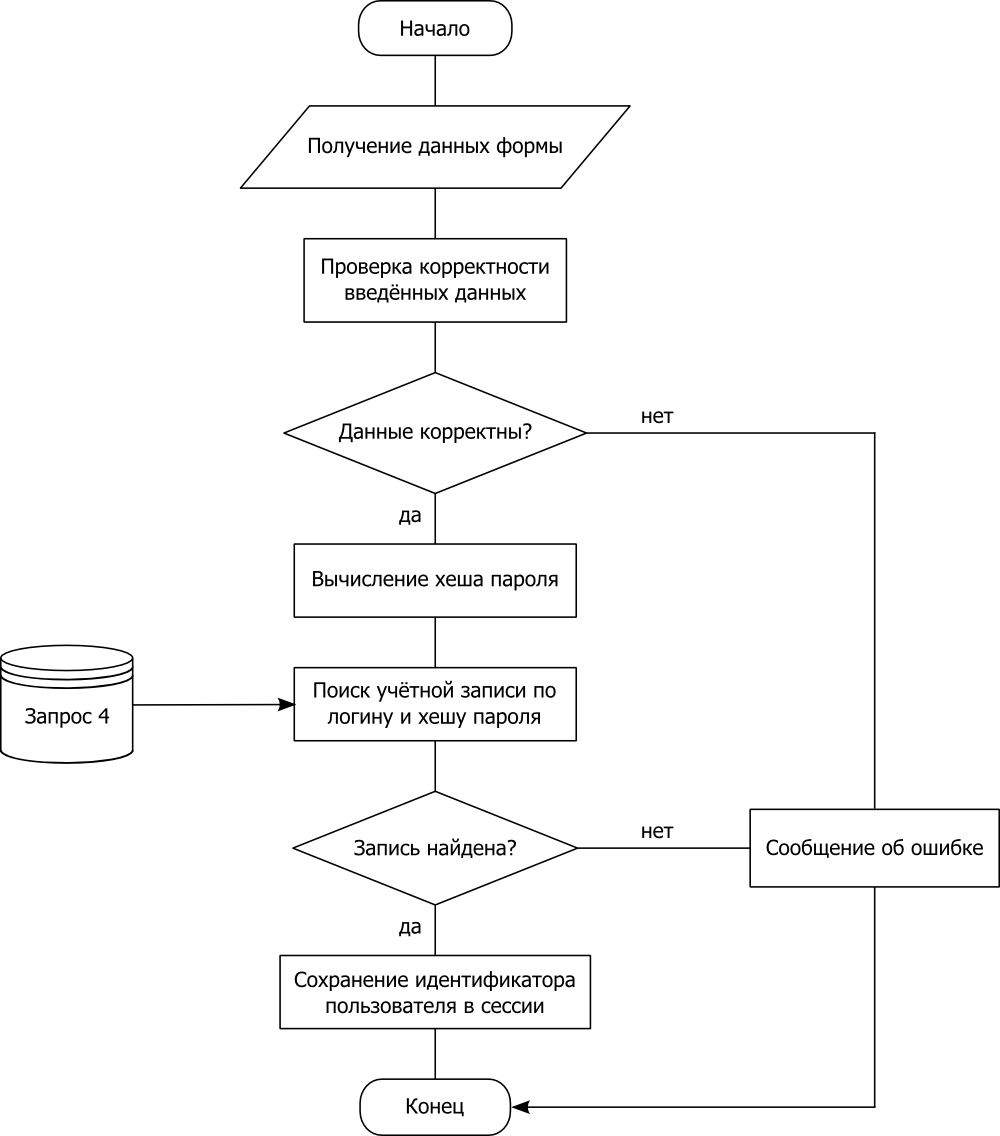 Начало
Получение данных формы
Проверка корректности
введённых данных
Данные корректны?
нет
да
Вычисление хеша пароля
Поиск учётной записи по
логину и хешу пароля
Запрос 4
Запись найдена?
нет
Сообщение об ошибке
да
Сохранение идентификатора
пользователя в сессии
Конец